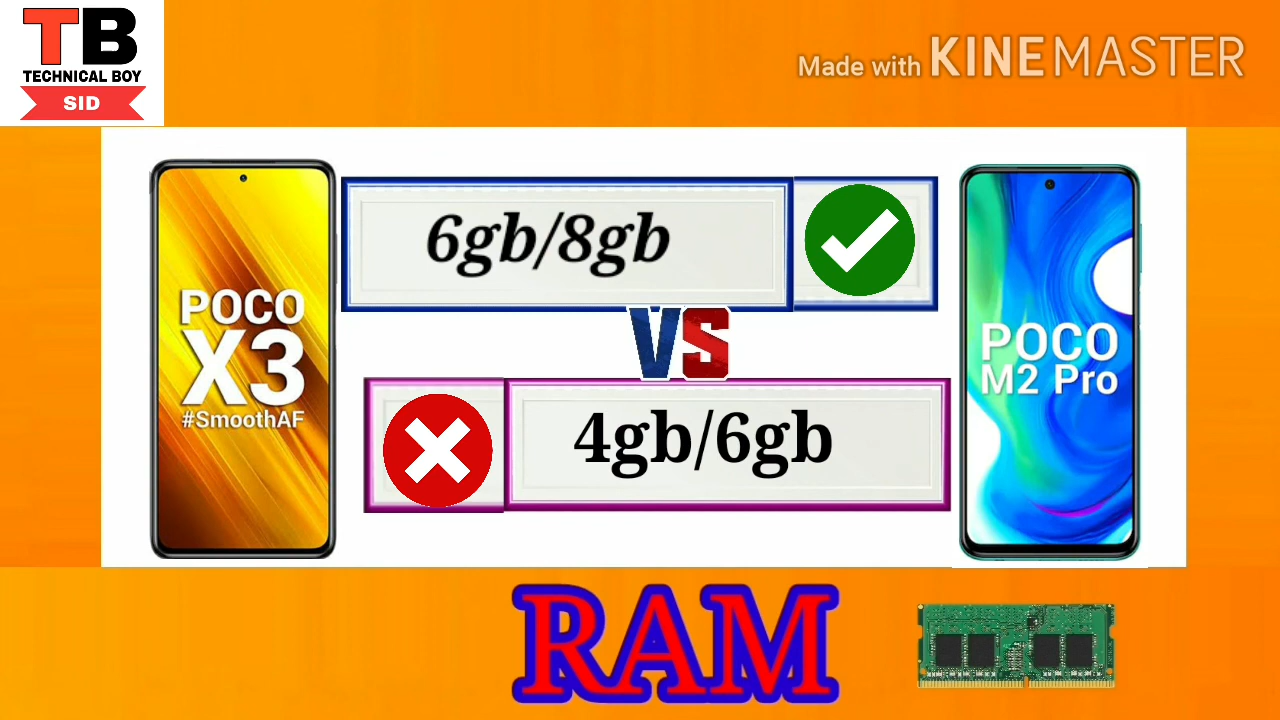 TB
TECHNICAL BOY
SID
Made with KINEMASTER
6gb/8gb
POCO
X3
#SmoothAF
VS
POCO
M2 Pro
4gb/6gb
RAM